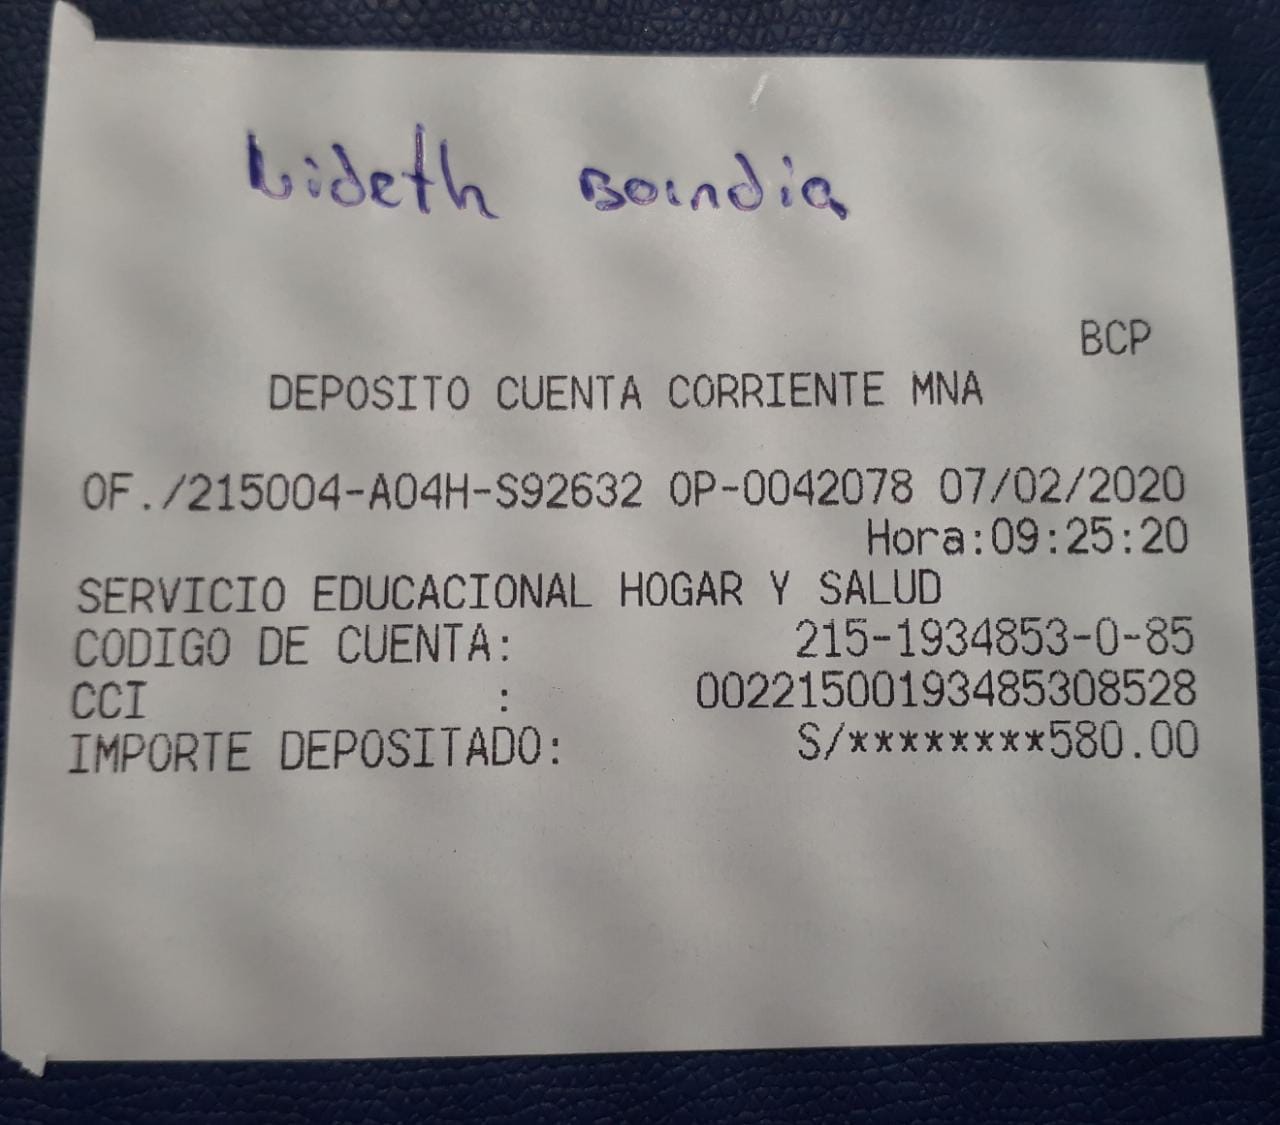 Lideth Boindia
BCP
DEPOSITO CUENTA CORRIENTE MNA
OF./215004-A04H-S92632 OP-0042078 07/02/2020
Hora:09:25:20
SERVICIO EDUCACIONAL HOGAR Y SALUD
CODIGO DE CUENTA: 215-1934853-0-85
CCI : 00221500193485308528
IMPORTE DEPOSITADO: S/********580.00